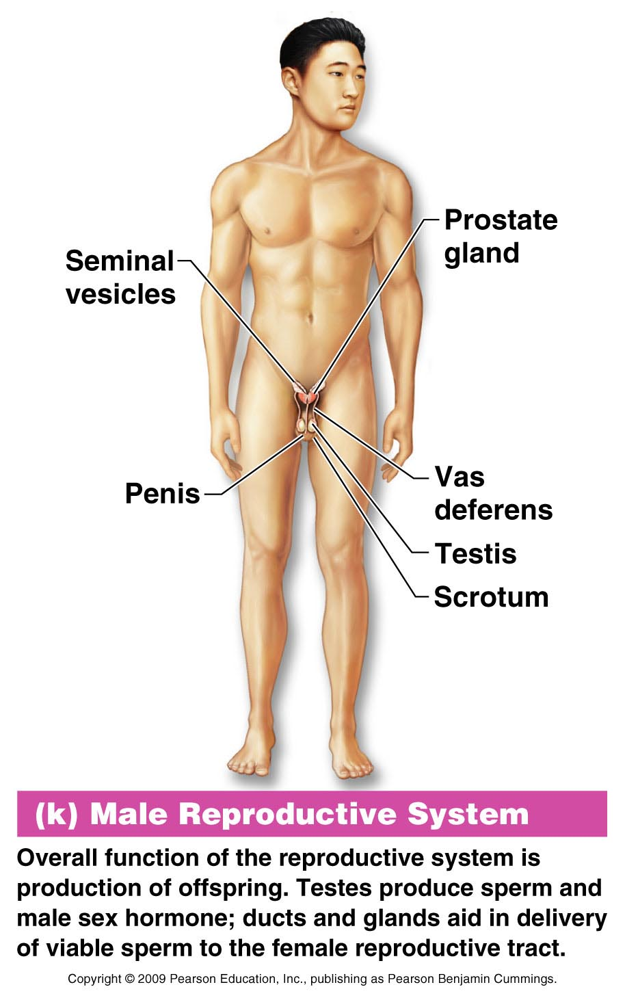 Prostate
gland
Seminal
vesicles
Penis
Vas
deferens
Testis
Scrotum
(k) Male Reproductive System
Overall function of the reproductive system is
production of offspring. Testes produce sperm and
male sex hormone; ducts and glands aid in delivery
of viable sperm to the female reproductive tract.
Copyright © 2009 Pearson Education, Inc., publishing as Pearson Benjamin Cummings.